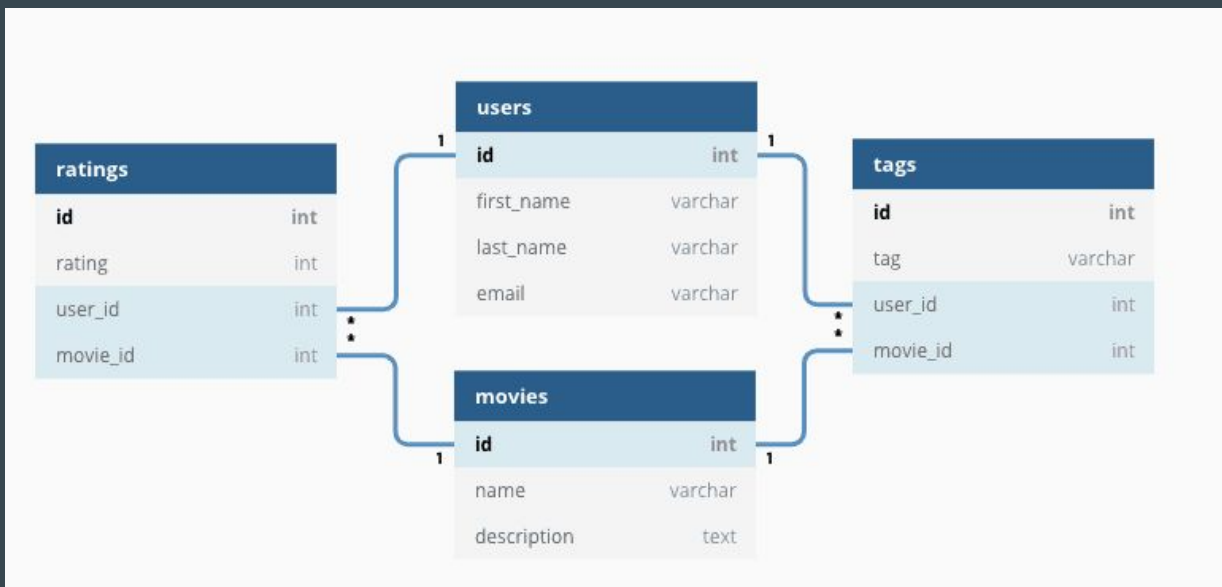 ratings
id int
rating int
user_id int
movie_id int
*
*
users
1 id int 1
first_name varchar
last_name varchar
email varchar
movies
id int
1 1
name varchar
description text
tags
id int
tag varchar
user_id int
movie_id int
*
*